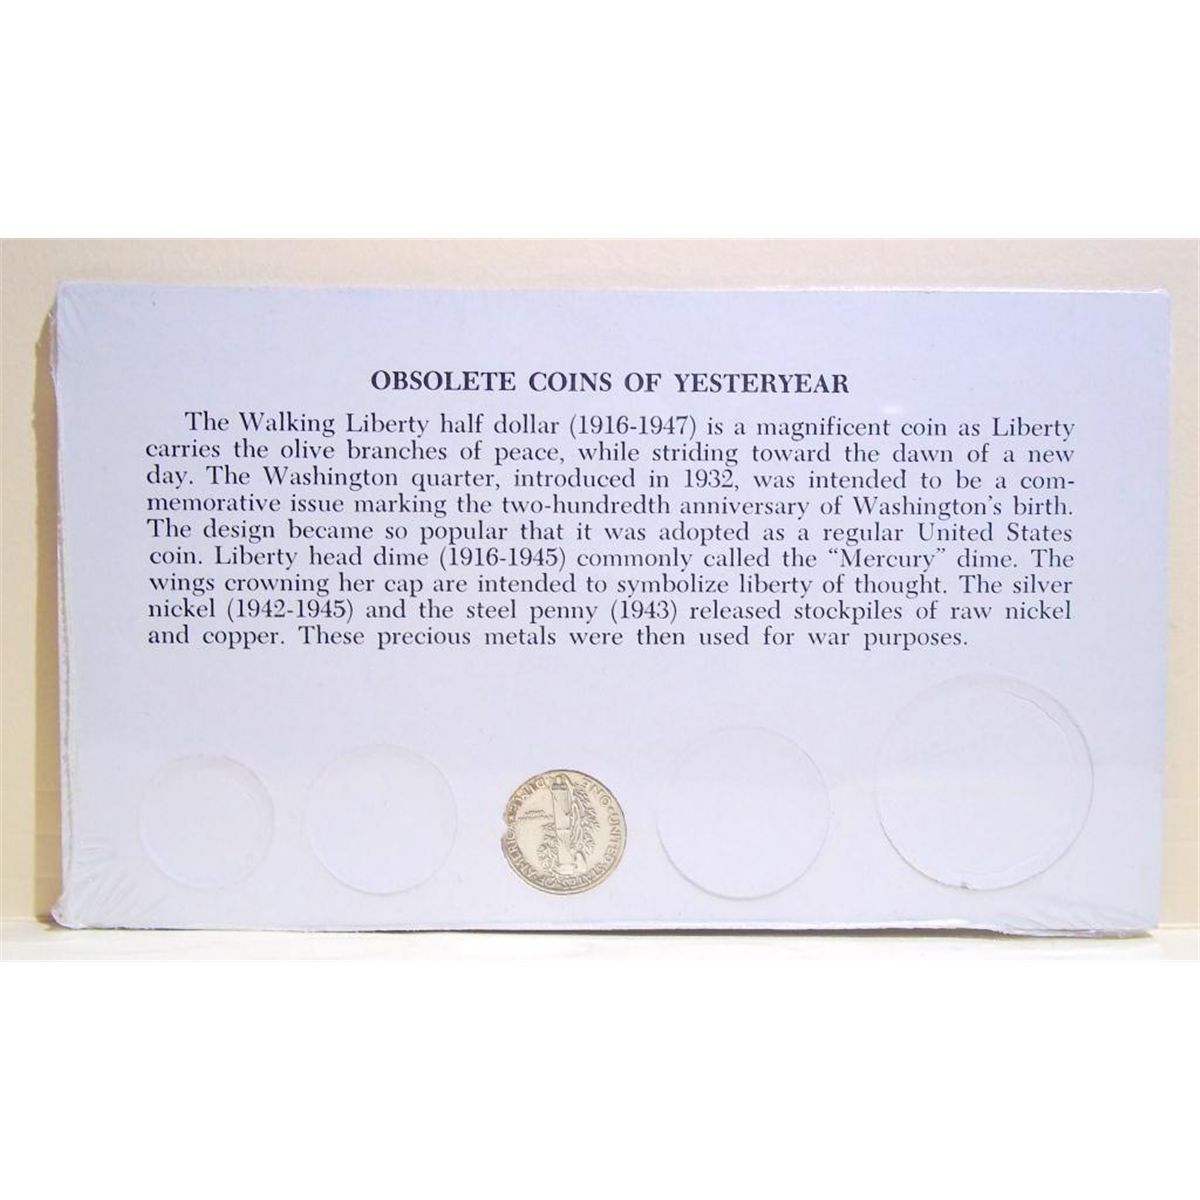 OBSOLETE COINS OF YESTERYEAR
The Walking Liberty half dollar (1916-1947) is a magnificent coin as Liberty
carries the olive branches of peace, while striding toward the dawn of a new
day. The Washington quarter, introduced in 1932, was intended to be a com-
memorative issue marking the two-hundredth anniversary of Washington's birth.
The design became so popular that it was adopted as a regular United States
coin. Liberty head dime (1916-1945) commonly called the “Mercury” dime. The
wings crowning her cap are intended to symbolize liberty of thought. The silver
nickel (1942-1945) and the steel penny (1943) released stockpiles of raw nickel
and copper. These precious metals were then used for war purposes.
ONE · UNITED STATES OF AMERICA